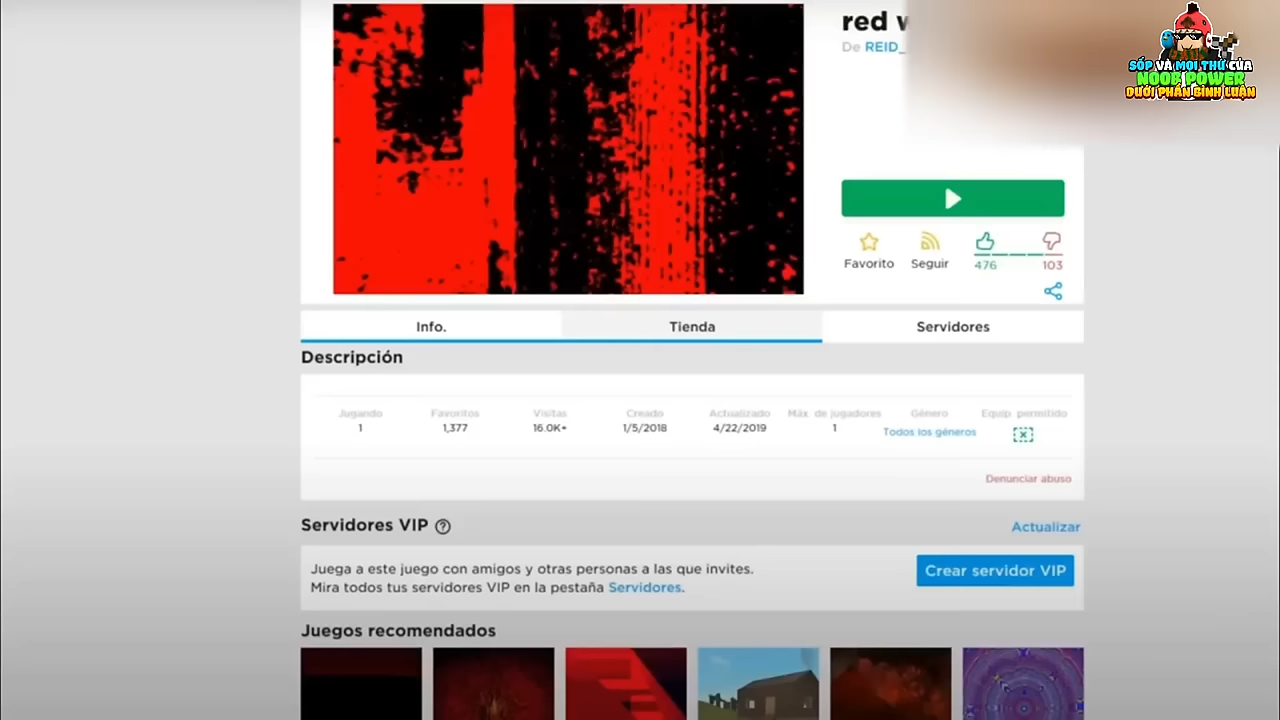 red
De REID_
SỐP VÀ MỌI THỨ CỦA
NOOB POWER
DƯỚI PHẦN BÌNH LUẬN
Favorito
Seguir
476
103
Info.
Tienda
Servidores
Descripción
Jugando
Favoritos
Visitas
Creado
Actualizado
Máx. de jugadores
Género
Equip. permitido
1
1,377
16.0K+
1/5/2018
4/22/2019
1
Todos los géneros
Denunciar abuso
Servidores VIP
Actualizar
Juega a este juego con amigos y otras personas a las que invites.
Mira todos tus servidores VIP en la pestaña Servidores.
Crear servidor VIP
Juegos recomendados